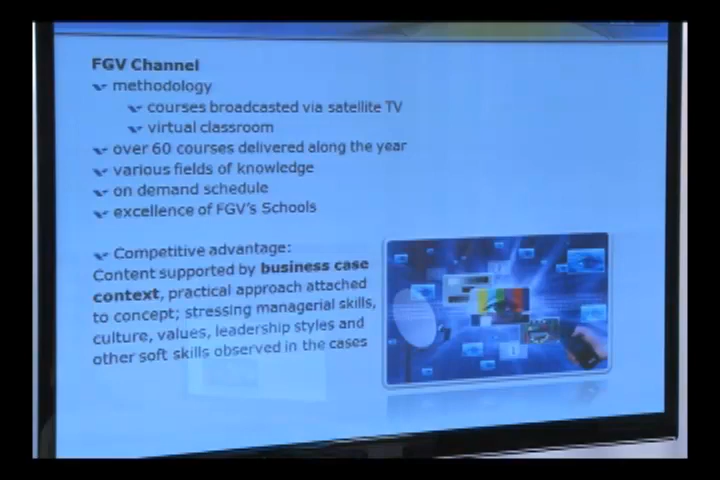 FGV Channel
methodology
courses broadcasted via satellite TV
virtual classroom
over 60 courses delivered along the year
various fields of knowledge
on demand schedule
excellence of FGV's Schools
Competitive advantage:
Content supported by business case
context, practical approach attached
to concept; stressing managerial skills,
culture, values, leadership styles and
other soft skills observed in the cases